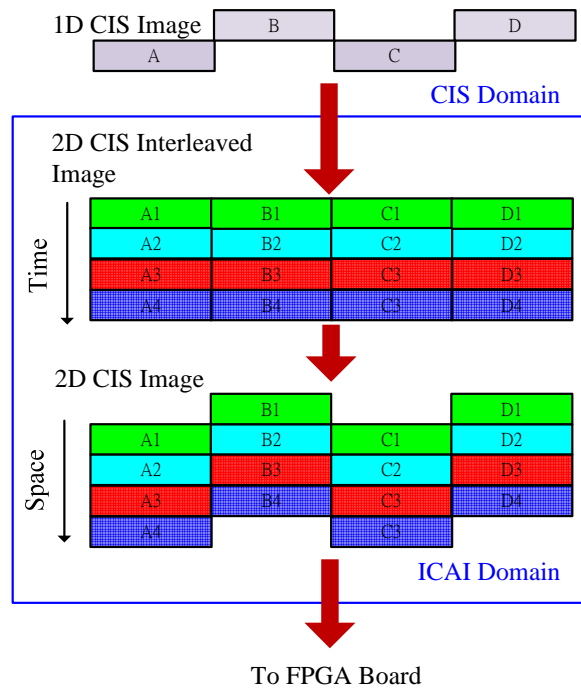 1D CIS Image
B
D
A
C
CIS Domain
2D CIS Interleaved
Image
Time
A1 B1 C1 D1
A2 B2 C2 D2
A3 B3 C3 D3
A4 B4 C3 D4
2D CIS Image
Space
B1 D1
A1 B2 C1 D2
A2 B3 C2 D3
A3 B4 C3 D4
A4 C3
ICAI Domain
To FPGA Board